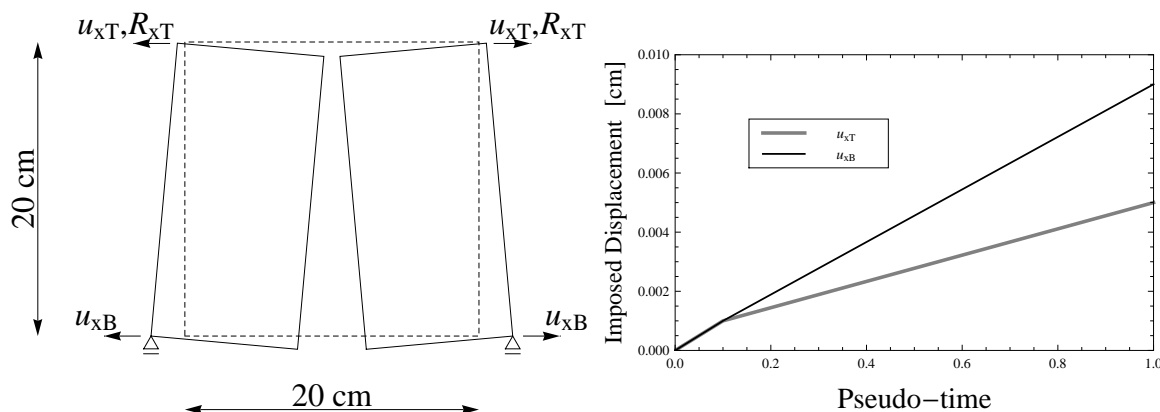 u_xT,R_xT
u_xT,R_xT
20 cm
u_xB
u_xB
20 cm
Imposed Displacement [cm]
0.010
0.008
0.006
0.004
0.002
0.000
u_xT
u_xB
0.0 0.2 0.4 0.6 0.8 1.0
Pseudo−time